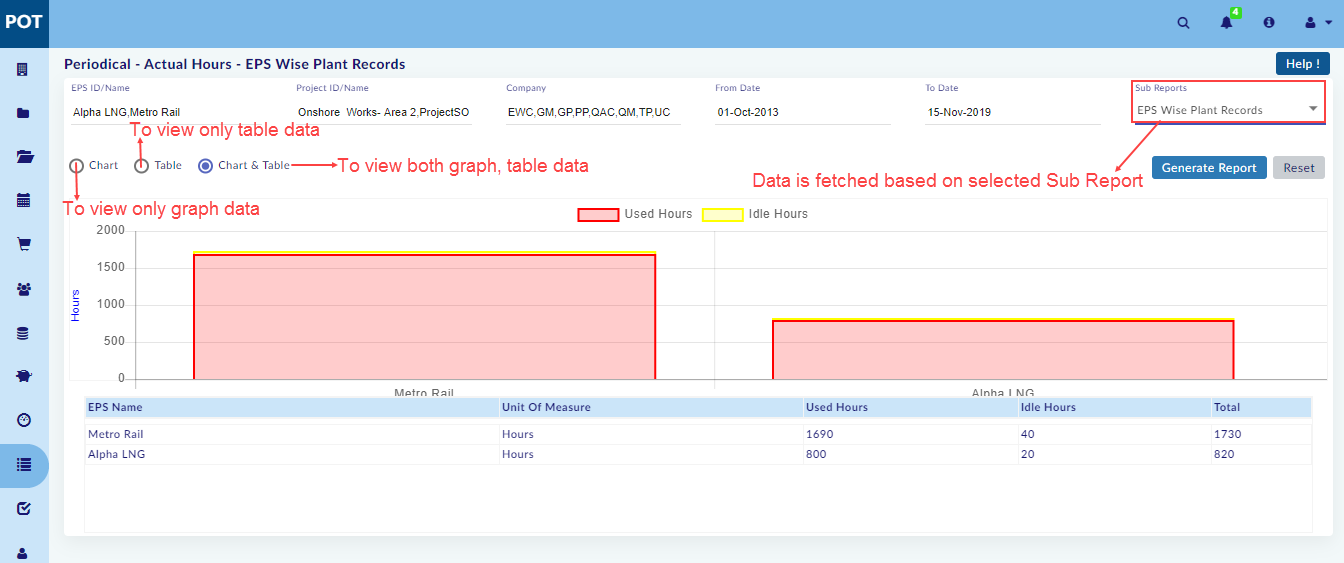 POT
4
Periodical - Actual Hours - EPS Wise Plant Records
Help !
EPS ID/Name
Project ID/Name
Company
From Date
To Date
Sub Reports
Alpha LNG,Metro Rail
Onshore Works- Area 2,ProjectSO
EWC,GM,GP,PP,QAC,QM,TP,UC
01-Oct-2013
15-Nov-2019
EPS Wise Plant Records
To view only table data
Chart
Table
Chart & Table
To view both graph, table data
Data is fetched based on selected Sub Report
Generate Report
Reset
To view only graph data
Used Hours
Idle Hours
2000
1500
1000
500
0
Hours
Metro Rail
Alpha LNG
EPS Name Unit Of Measure Used Hours Idle Hours Total
Metro Rail Hours 1690 40 1730
Alpha LNG Hours 800 20 820